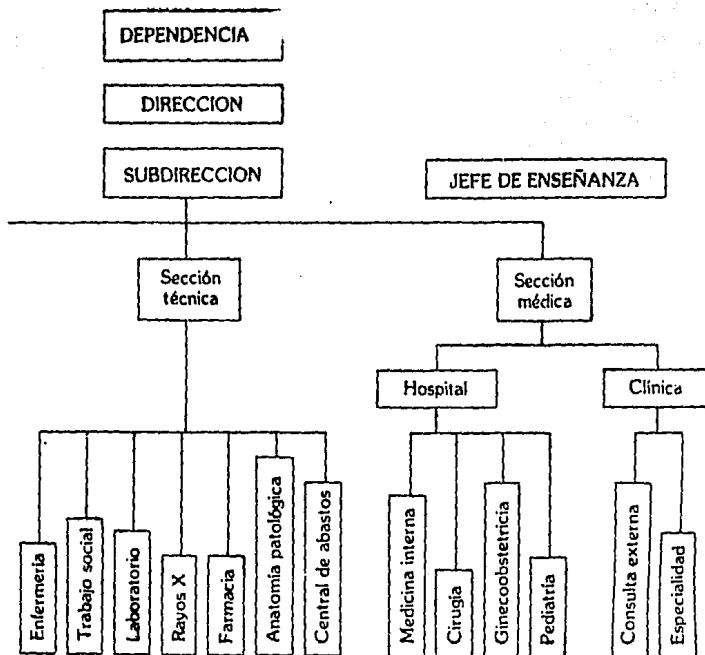 DEPENDENCIA
DIRECCION
SUBDIRECCION
JEFE DE ENSEÑANZA
Sección
técnica
Sección
médica
Hospital
Clínica
Enfermería
Trabajo social
Laboratorio
Rayos X
Farmacia
Anatomía patológica
Central de abastos
Medicina interna
Cirugía
Ginecoobstetricia
Pediatría
Consulta externa
Especialidad